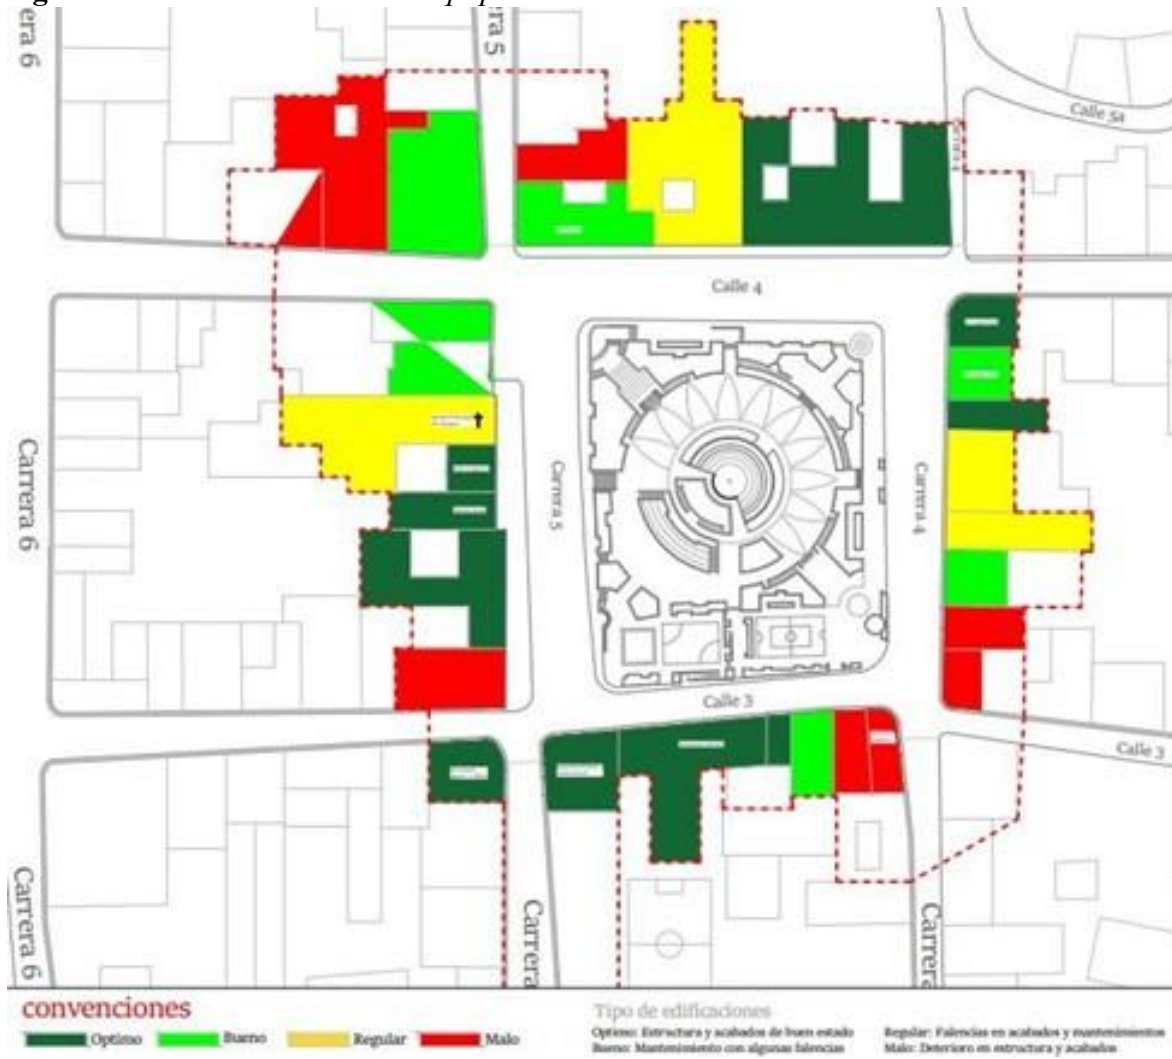 era 6
era 5
Calle 5a
Calle 4
Carrera 6
Carrera 5
Carrera 4
Calle 3
Calle 3
Carrera 6
Carrera
Carrera
convenciones
Optimo Bueno Regular Malo
Tipo de edificaciones
Optimo: Estructura y acabados de buen estado
Bueno: Mantenimiento con algunas falencias
Regular: Falencias en acabados y mantenimientos
Malo: Deterioro en estructura y acabados